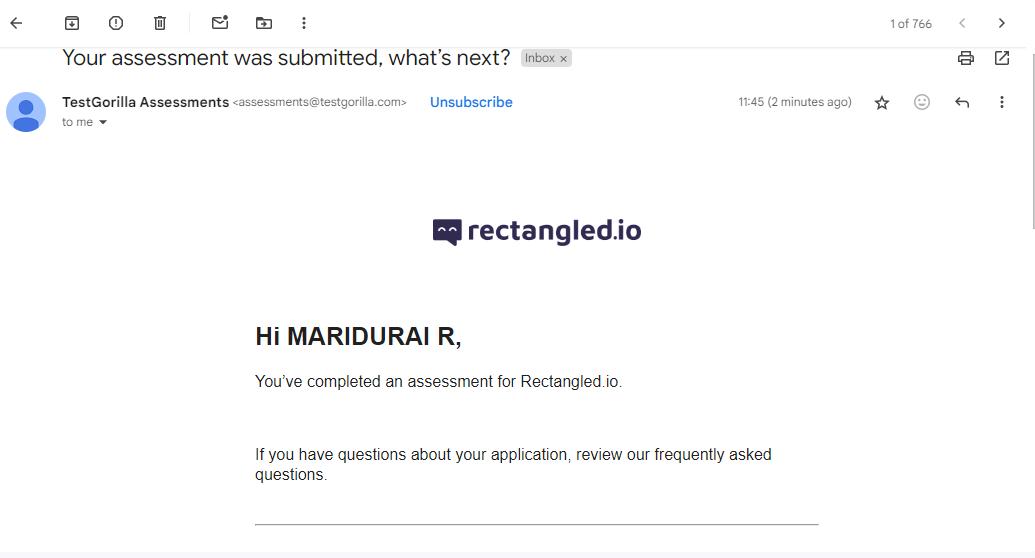 1 of 766
Your assessment was submitted, what's next? Inbox ×
TestGorilla Assessments <assessments@testgorilla.com> Unsubscribe 11:45 (2 minutes ago)
to me
rectangled.io
Hi MARIDURAI R,
You've completed an assessment for Rectangled.io.
If you have questions about your application, review our frequently asked
questions.